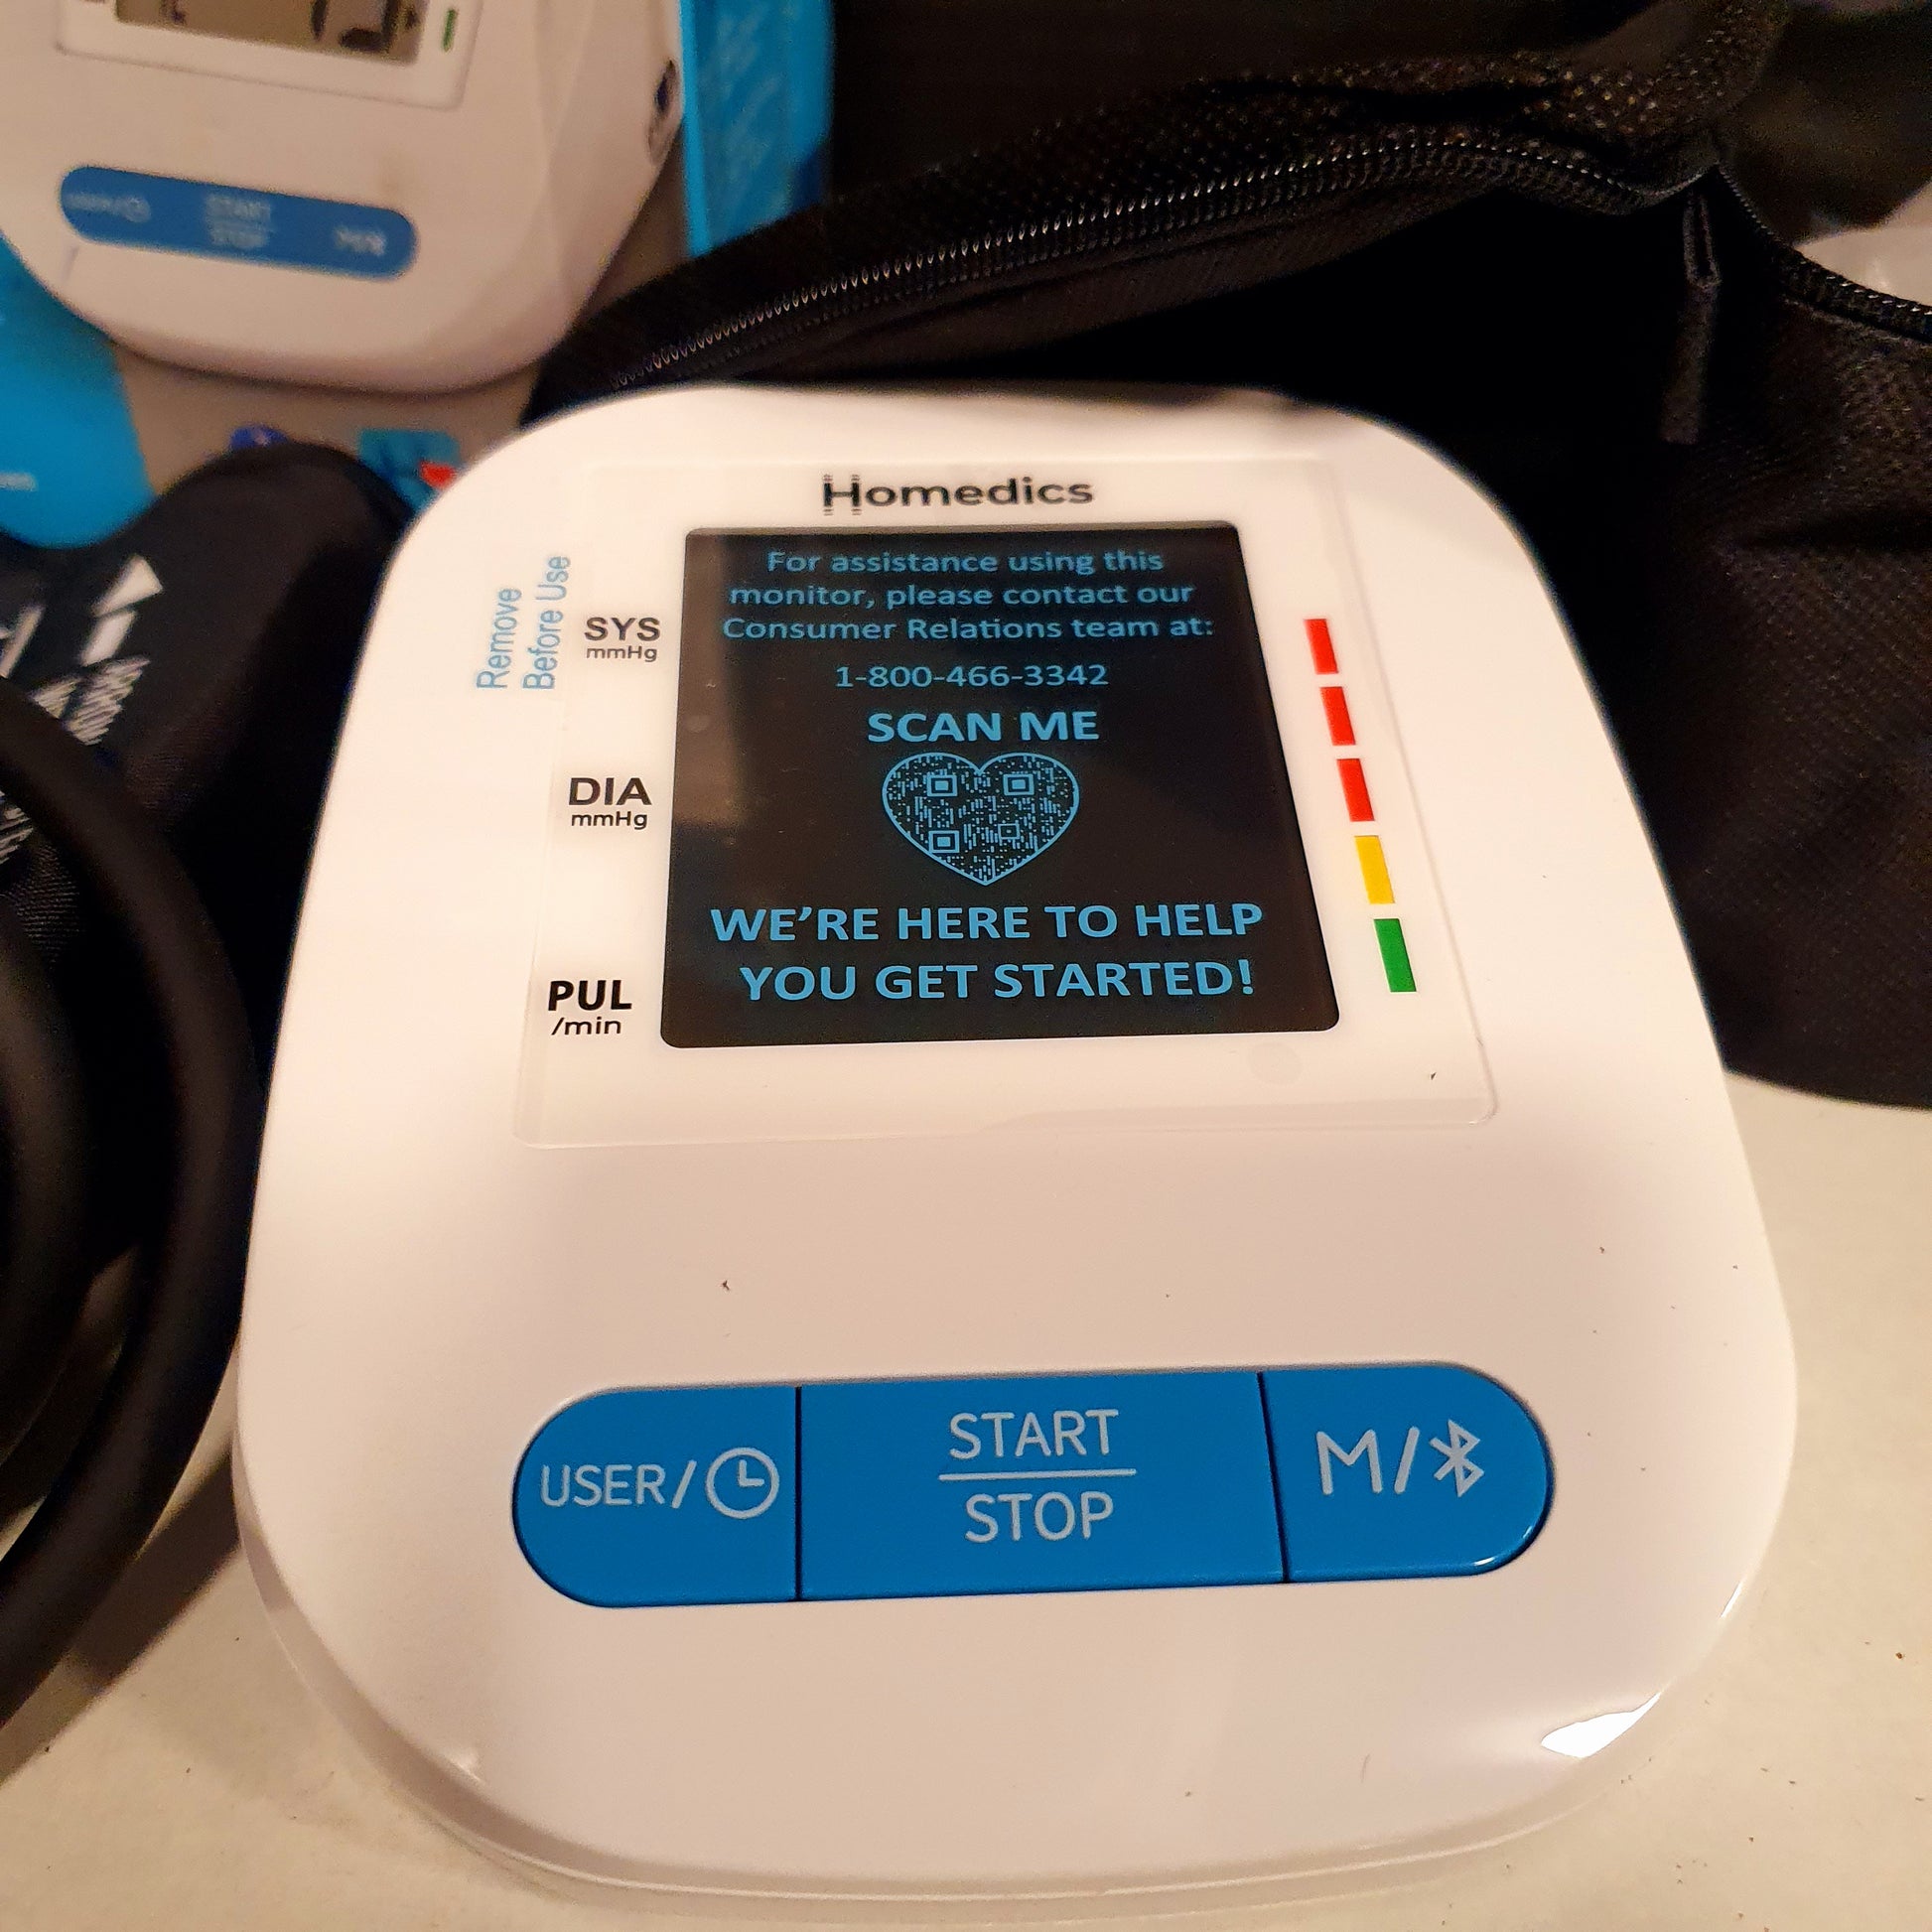 START
STOP
Homedics
Remove
Before Use
For assistance using this
monitor, please contact our
Consumer Relations team at:
1-800-466-3342
SCAN ME
WE'RE HERE TO HELP
YOU GET STARTED!
SYS
mmHg
DIA
mmHg
PUL
/min
USER/
START
STOP
M/